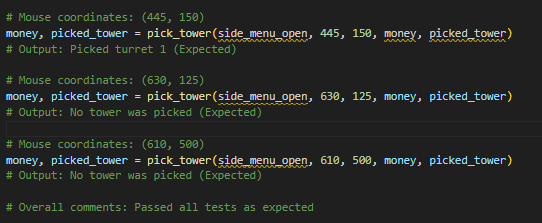 # Mouse coordinates: (445, 150)
money, picked_tower = pick_tower(side_menu_open, 445, 150, money, picked_tower)
# Output: Picked turret 1 (Expected)
# Mouse coordinates: (630, 125)
money, picked_tower = pick_tower(side_menu_open, 630, 125, money, picked_tower)
# Output: No tower was picked (Expected)
# Mouse coordinates: (610, 500)
money, picked_tower = pick_tower(side_menu_open, 610, 500, money, picked_tower)
# Output: No tower was picked (Expected)
# Overall comments: Passed all tests as expected